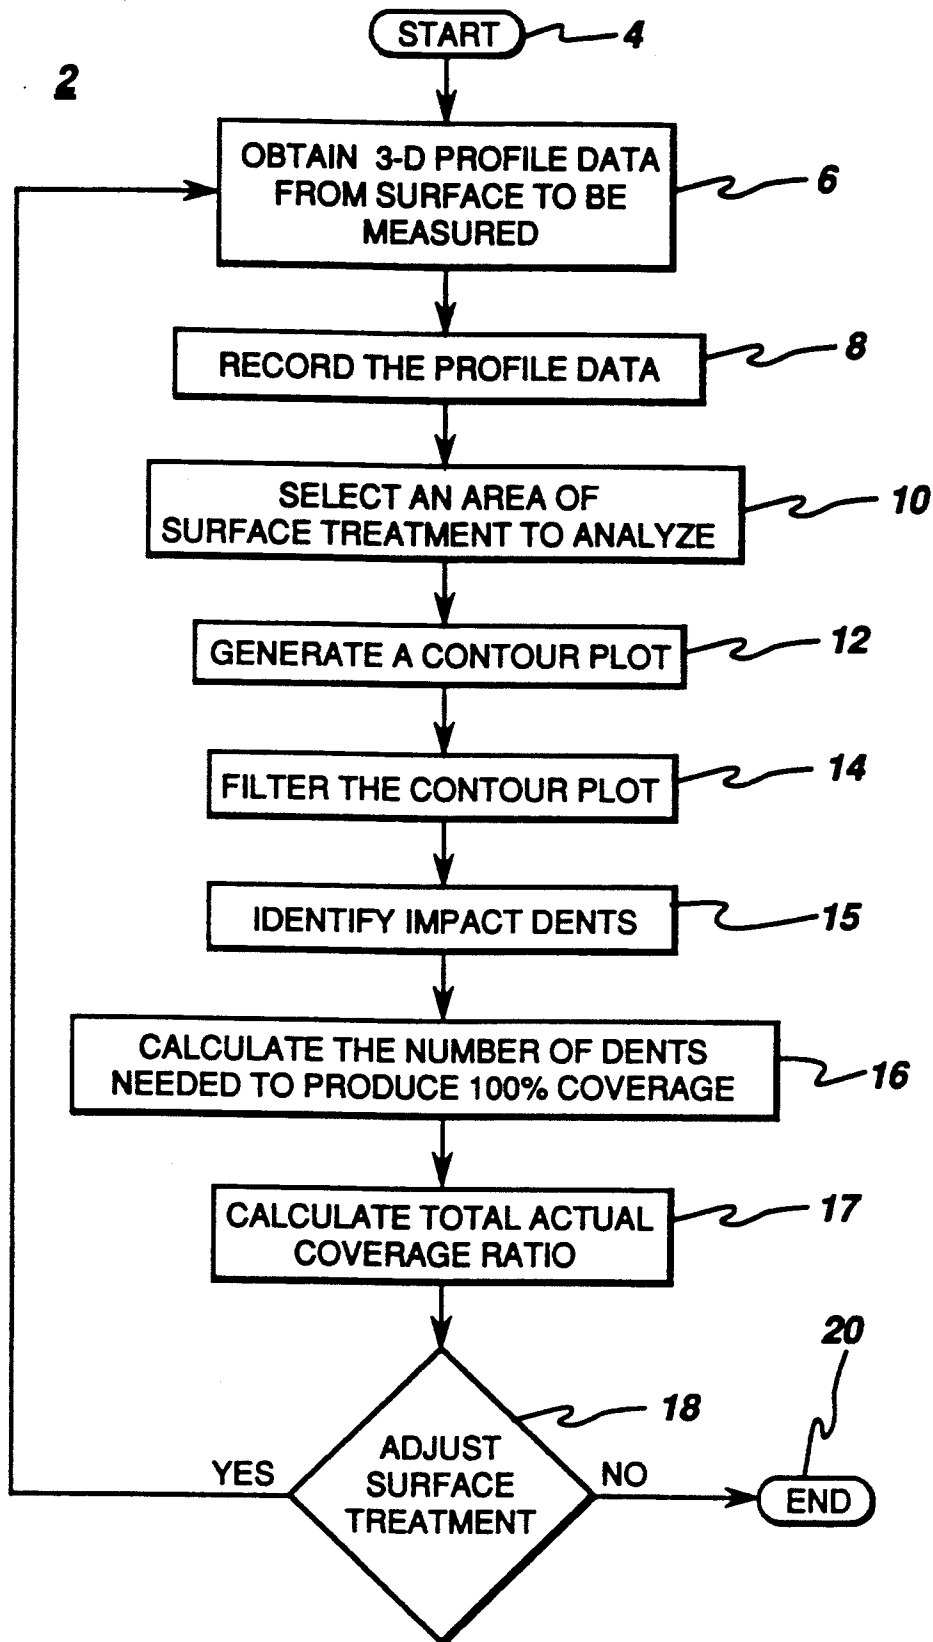 START
4
2
OBTAIN 3-D PROFILE DATA
FROM SURFACE TO BE
MEASURED
6
RECORD THE PROFILE DATA
8
SELECT AN AREA OF
SURFACE TREATMENT TO ANALYZE
10
GENERATE A CONTOUR PLOT
12
FILTER THE CONTOUR PLOT
14
IDENTIFY IMPACT DENTS
15
CALCULATE THE NUMBER OF DENTS
NEEDED TO PRODUCE 100% COVERAGE
16
CALCULATE TOTAL ACTUAL
COVERAGE RATIO
17
20
18
ADJUST
SURFACE
TREATMENT
YES
NO
END